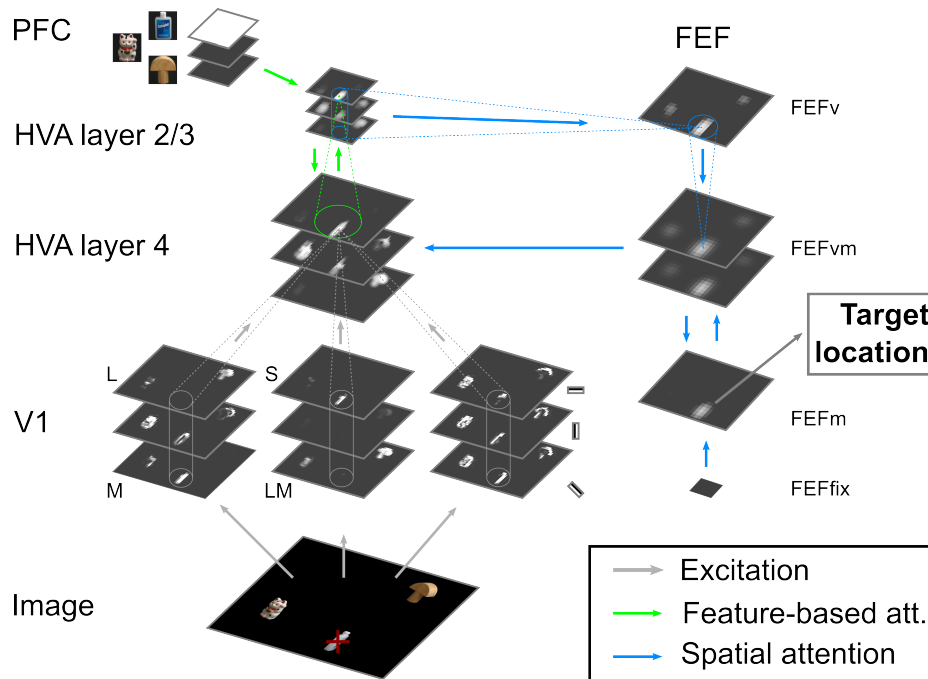 PFC
FEF
FEFv
HVA layer 2/3
HVA layer 4
FEFvm
Target
location
L
S
V1
FEFm
M
LM
FEFfix
Image
Excitation
Feature-based att.
Spatial attention